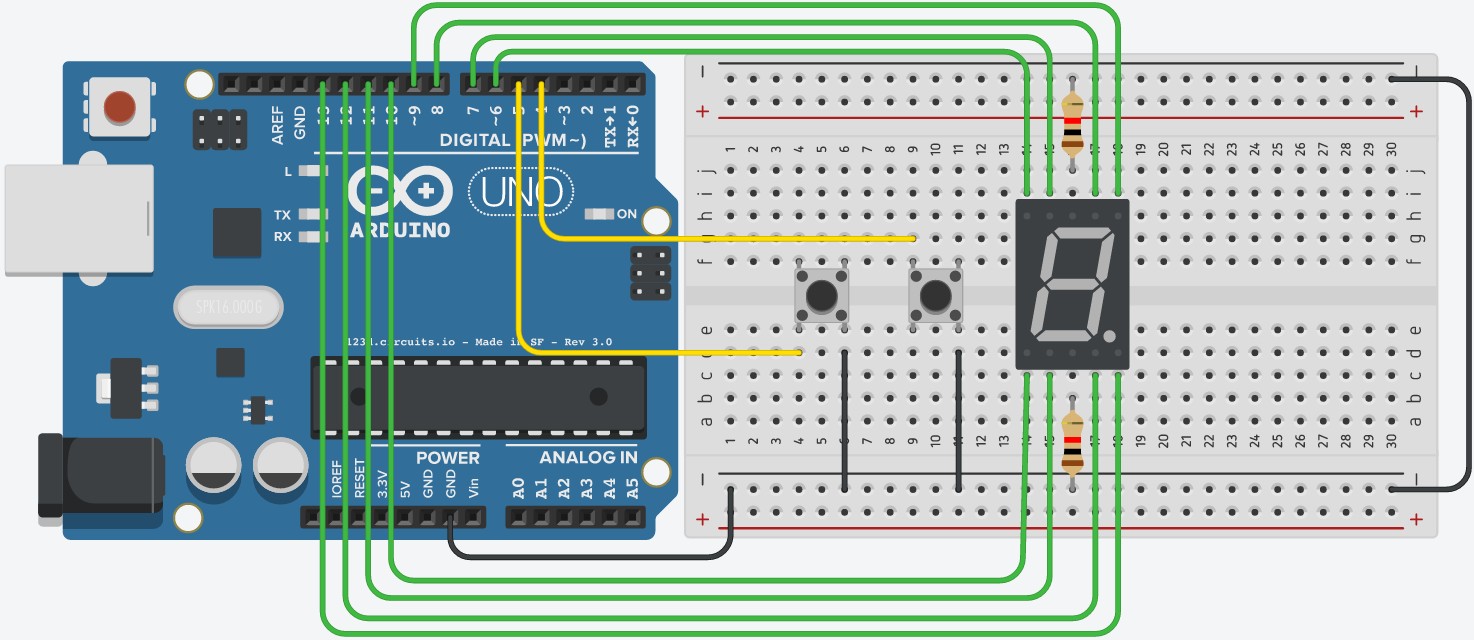 AREF
GND
13
12
11
10
~9
8
7
~6
~3
2
TX→1
RX←0
DIGITAL (PWM~)
L
TX
RX
UNO
ON
ARDUINO
SPK16.000G
123d.circuits.io – Made in SF – Rev 3.0
POWER
ANALOG IN
IOREF
RESET
3.3V
5V
GND
GND
Vin
A0
A1
A2
A3
A4
A5
− −
+ +
1 2 3 4 5 6 7 8 9 10 11 12 13 14 15 17 18 19 20 21 22 23 24 25 26 27 28 29 30
j j
i i
h h
g g
f f
e e
d d
c c
b b
a a
1 2 3 4 5 6 7 8 9 10 11 12 13 14 15 17 18 19 20 21 22 23 24 25 26 27 28 29 30
− −
+ +